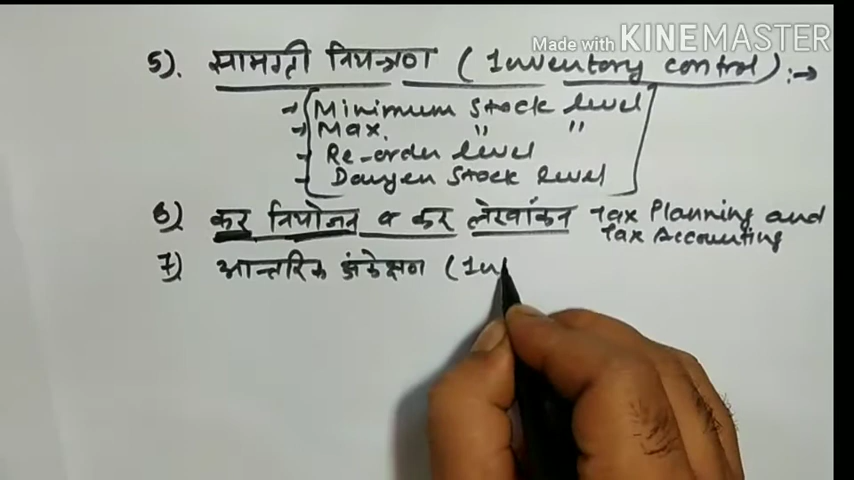 Made with KINEMASTER
5). सामग्री नियन्त्रण ( Inventory control ) :→
→ Minimum Stock level
→ Max. " "
→ Re-order level
→ Danger Stock level
6) कर नियोजन व कर लेखांकन Tax Planning and
Tax Accounting
7) आन्तरिक अंकेक्षण ( In